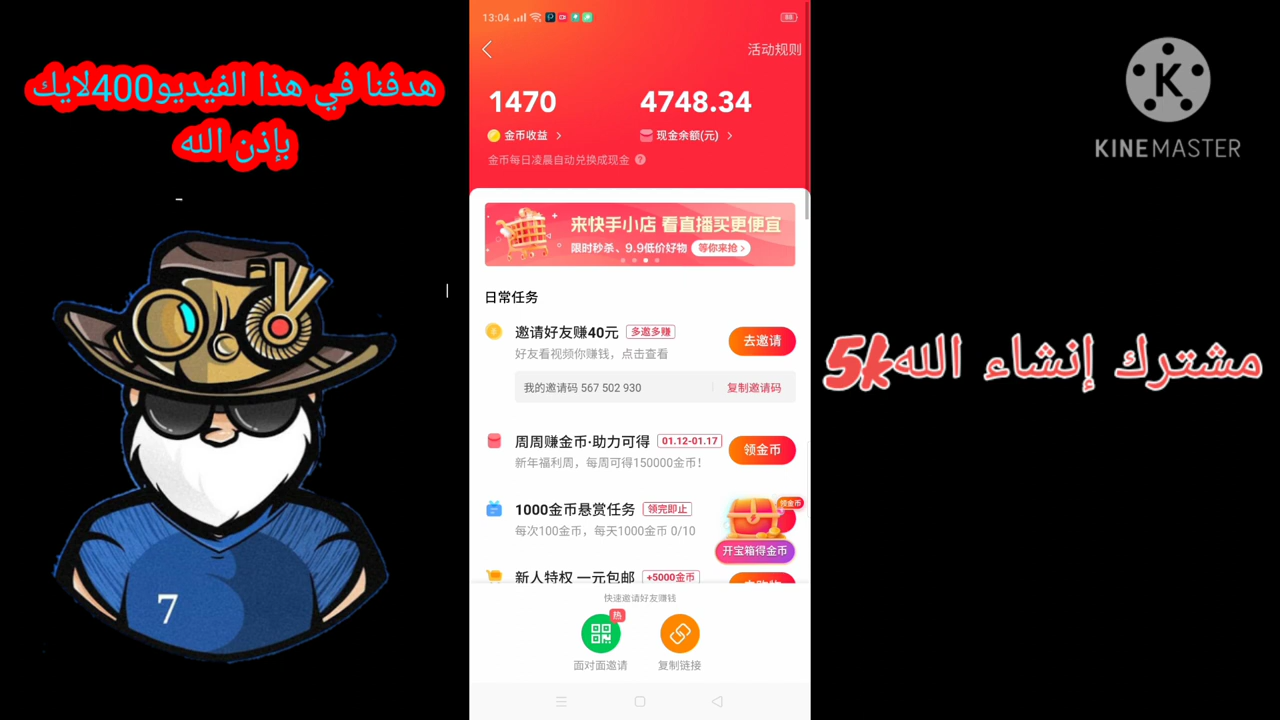 هدفنا في هذا الفيديو400لايك
بإذن الله
7
13:04
活动规则
1470
4748.34
金币收益
现金余额(元)
金币每日凌晨自动兑换成现金
来快手小店 看直播买更便宜
限时秒杀、9.9低价好物 等你来抢
日常任务
邀请好友赚40元 多邀多赚
去邀请
好友看视频你赚钱，点击查看
我的邀请码 567 502 930
复制邀请码
周周赚金币·助力可得 01.12-01.17
领金币
新年福利周，每周可得150000金币！
1000金币悬赏任务 领完即止
领金币
每次100金币，每天1000金币 0/10
开宝箱得金币
新人特权 一元包邮 +5000金币
快速邀请好友赚钱
热
面对面邀请
复制链接
K
KINEMASTER
5kمشترك إنشاء الله